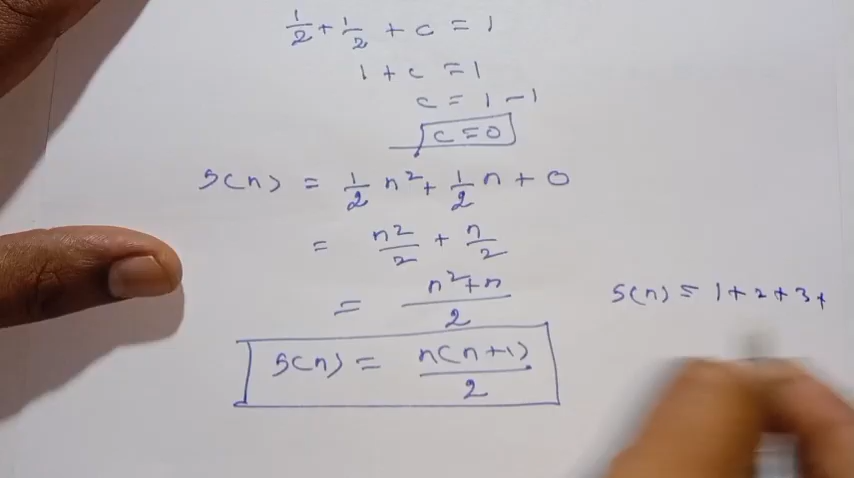 1/2 + 1/2 + c = 1
1 + c = 1
c = 1 - 1
c = 0
S(n) = 1/2 n² + 1/2 n + 0
= n²/2 + n/2
= n²+n/2
S(n) = 1+2+3+
S(n) = n(n+1)/2